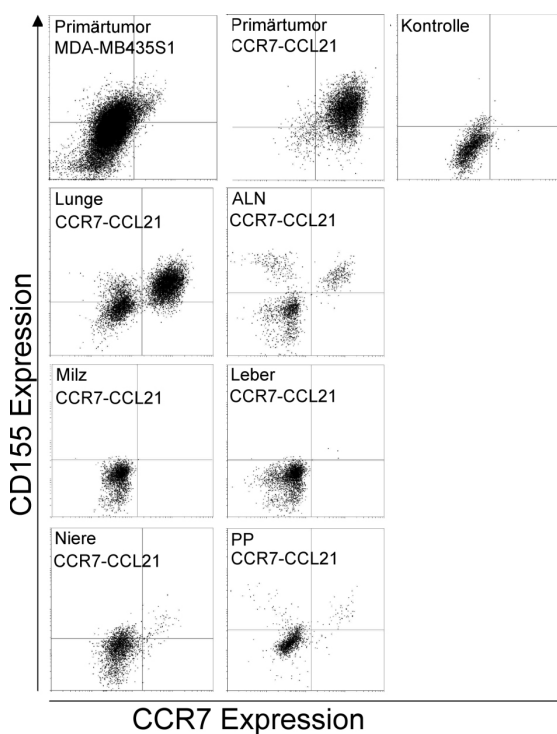 Primärtumor
MDA-MB435S1
Primärtumor
CCR7-CCL21
Kontrolle
Lunge
CCR7-CCL21
ALN
CCR7-CCL21
Milz
CCR7-CCL21
Leber
CCR7-CCL21
Niere
CCR7-CCL21
PP
CCR7-CCL21
CD155 Expression
CCR7 Expression